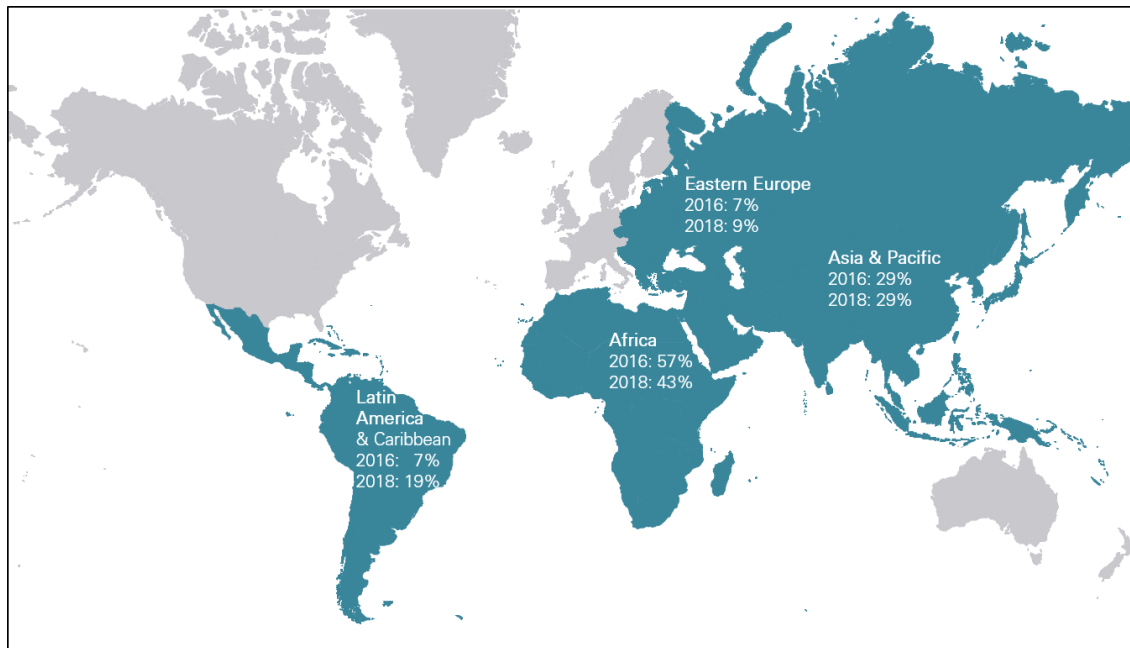 Eastern Europe
2016: 7%
2018: 9%
Asia & Pacific
2016: 29%
2018: 29%
Africa
2016: 57%
2018: 43%
Latin
America
& Caribbean
2016: 7%
2018: 19%